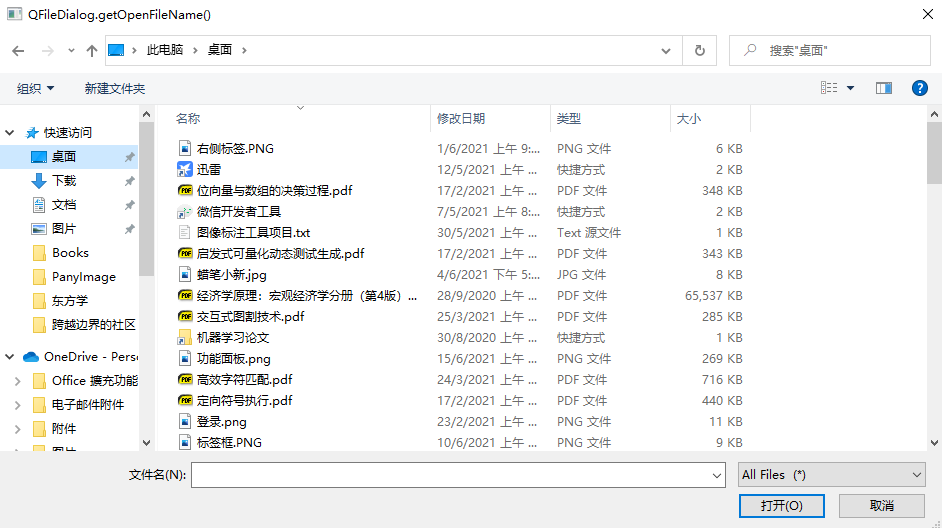 QFileDialog.getOpenFileName()
此电脑 桌面 搜索"桌面"
组织 新建文件夹
名称 修改日期 类型 大小
快速访问
桌面
下载
文档
图片
Books
PanyImage
东方学
跨越边界的社区
OneDrive - Perso
Office 擴充功能
电子邮件附件
附件
图片
右侧标签.PNG 1/6/2021 上午 9:... PNG 文件 6 KB
迅雷 12/5/2021 上午 ... 快捷方式 2 KB
位向量与数组的决策过程.pdf 17/2/2021 上午 ... PDF 文件 348 KB
微信开发者工具 7/5/2021 上午 8:... 快捷方式 2 KB
图像标注工具项目.txt 30/5/2021 上午 ... Text 源文件 1 KB
启发式可量化动态测试生成.pdf 17/2/2021 上午 ... PDF 文件 343 KB
蜡笔小新.jpg 4/6/2021 下午 5:... JPG 文件 8 KB
经济学原理：宏观经济学分册（第4版）... 28/9/2020 上午 ... PDF 文件 65,537 KB
交互式图割技术.pdf 25/3/2021 上午 ... PDF 文件 285 KB
机器学习论文 30/8/2020 上午 ... 快捷方式 1 KB
功能面板.png 15/6/2021 上午 ... PNG 文件 269 KB
高效字符匹配.pdf 24/3/2021 上午 ... PDF 文件 716 KB
定向符号执行.pdf 17/2/2021 上午 ... PDF 文件 440 KB
登录.png 23/2/2021 上午 ... PNG 文件 11 KB
标签框.PNG 10/6/2021 上午 ... PNG 文件 9 KB
文件名(N): All Files (*)
打开(O) 取消